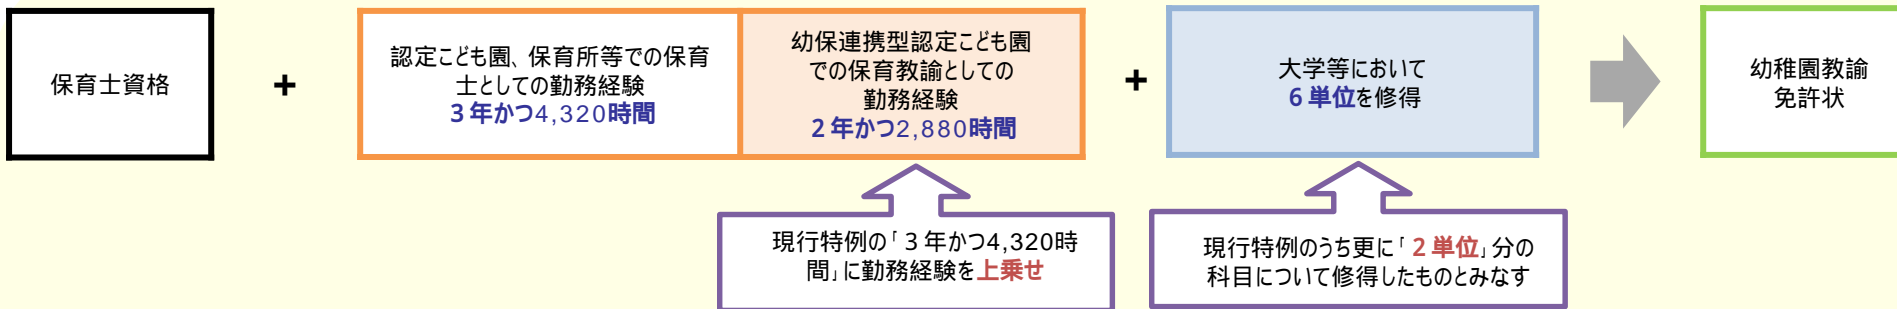 保育士資格
+
認定こども園、保育所等での保育
士としての勤務経験
３年かつ4,320時間
幼保連携型認定こども園
での保育教諭としての
勤務経験
２年かつ2,880時間
+
大学等において
６単位を修得
幼稚園教諭
免許状
現行特例の「３年かつ4,320時
間」に勤務経験を上乗せ
現行特例のうち更に「２単位」分の
科目について修得したものとみなす